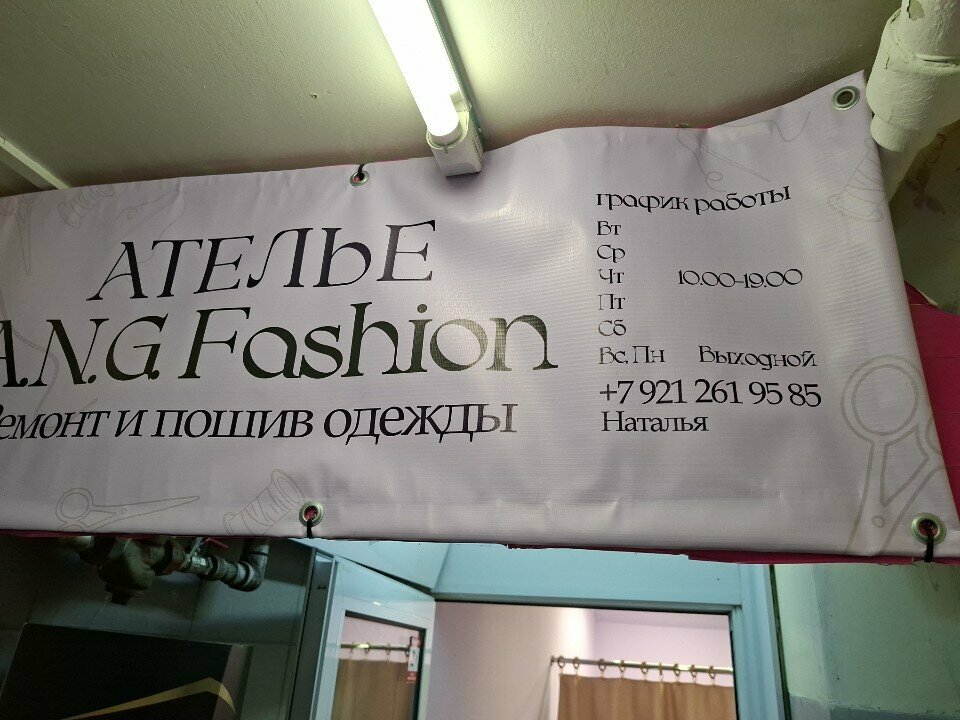 АТЕЛЬЕ
A.N.G. Fashion
Ремонт и пошив одежды
график работы
Вт
Ср
Чт 10.00-19.00
Пт
Сб
Вс. Пн Выходной
+7 921 261 95 85
Наталья